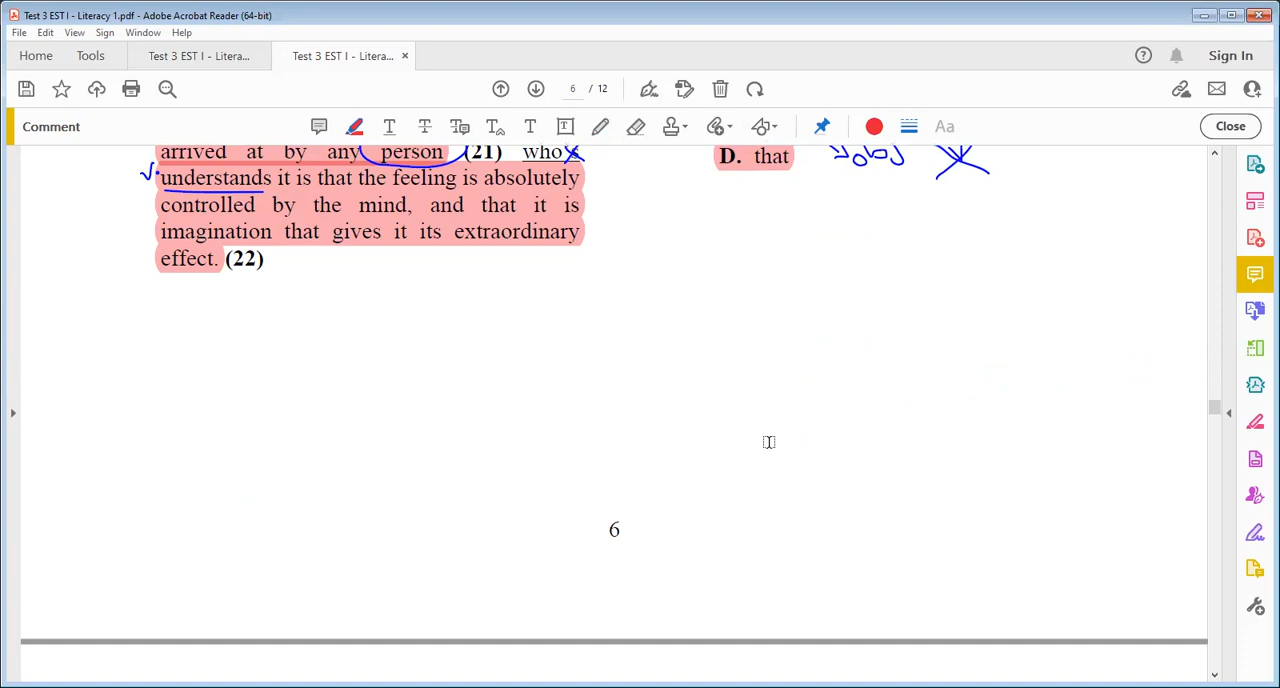 Test 3 EST I - Literacy 1.pdf - Adobe Acrobat Reader (64-bit)
File Edit View Sign Window Help
Home Tools Test 3 EST I - Litera... Test 3 EST I - Litera... × Sign In
6 / 12
Comment Close
arrived at by any person (21) who's
understands it is that the feeling is absolutely
controlled by the mind, and that it is
imagination that gives it its extraordinary
effect. (22)
D. that
6